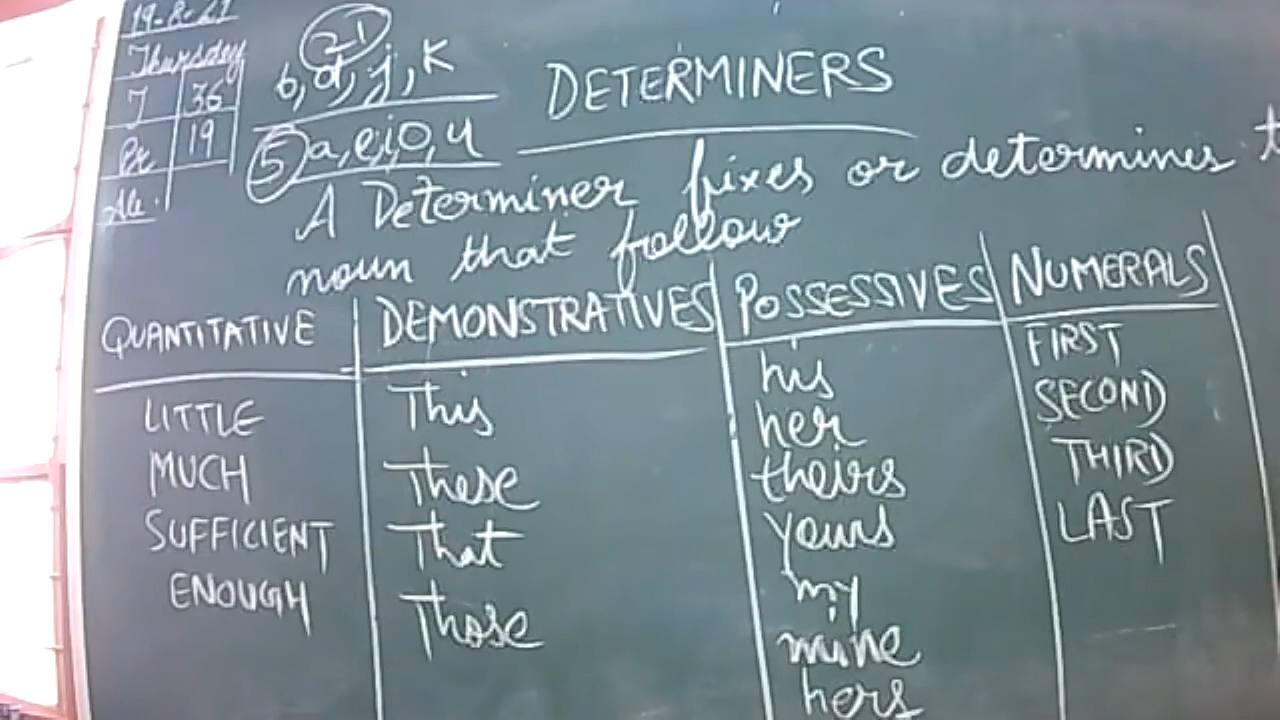 19-8-21
Thursday
T 36
Pr 19
Ab.
21
b, d, j, k
5 a, e, i, o, u
DETERMINERS
A Determiner fixes or determines t
noun that follow
QUANTITATIVE DEMONSTRATIVES POSSESSIVES NUMERALS
LITTLE This his FIRST
MUCH These her SECOND
SUFFICIENT That theirs THIRD
ENOUGH Those yours LAST
my
mine
hers